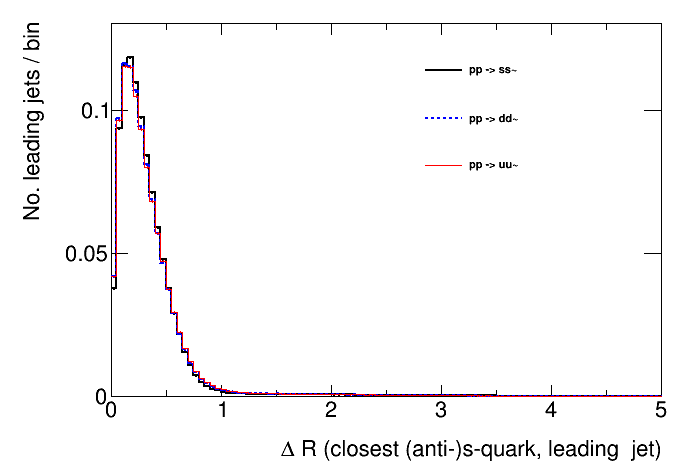 No. leading jets / bin
0.1
0.05
0
pp -> ss~
pp -> dd~
pp -> uu~
0 1 2 3 4 5
Δ R (closest (anti-)s-quark, leading  jet)